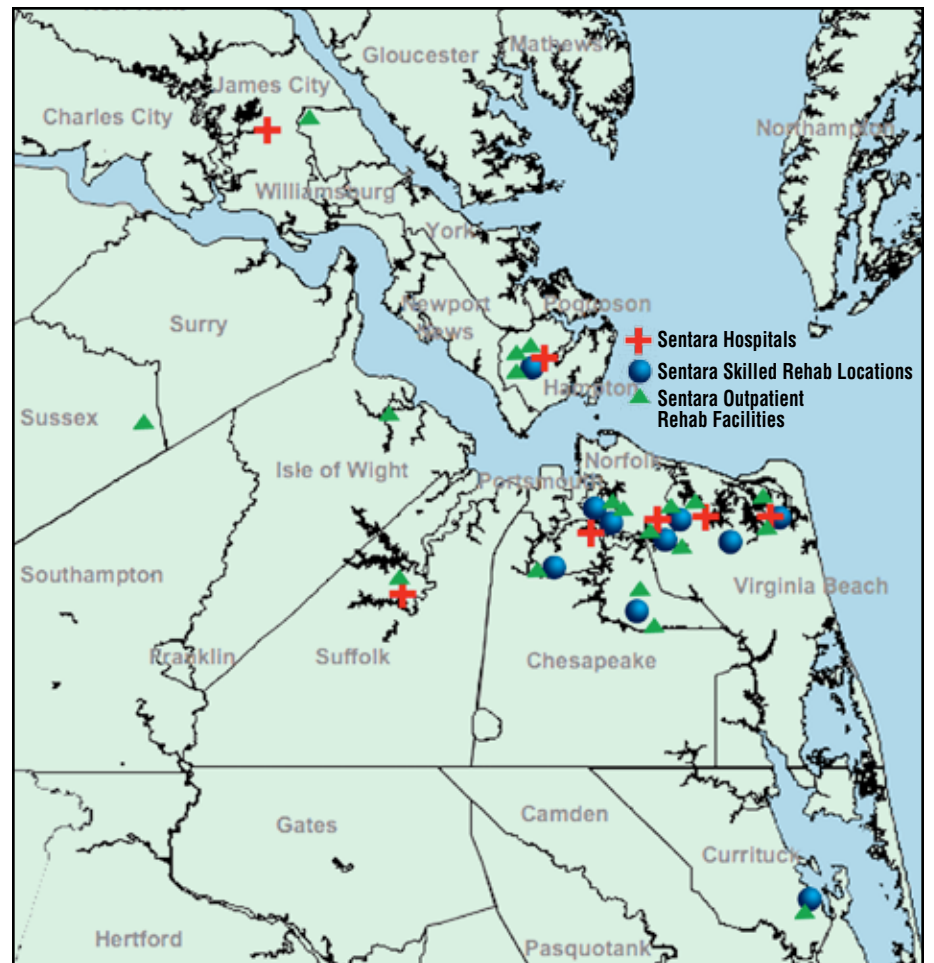 Gloucester
Mathews
James City
Charles City
Northampton
Williamsburg
York
Newport
News
Poquoson
Surry
Sentara Hospitals
Sentara Skilled Rehab Locations
Sentara Outpatient
Rehab Facilities
Hampton
Sussex
Isle of Wight
Norfolk
Portsmouth
Southampton
Virginia Beach
Franklin
Suffolk
Chesapeake
Gates
Camden
Currituck
Hertford
Pasquotank